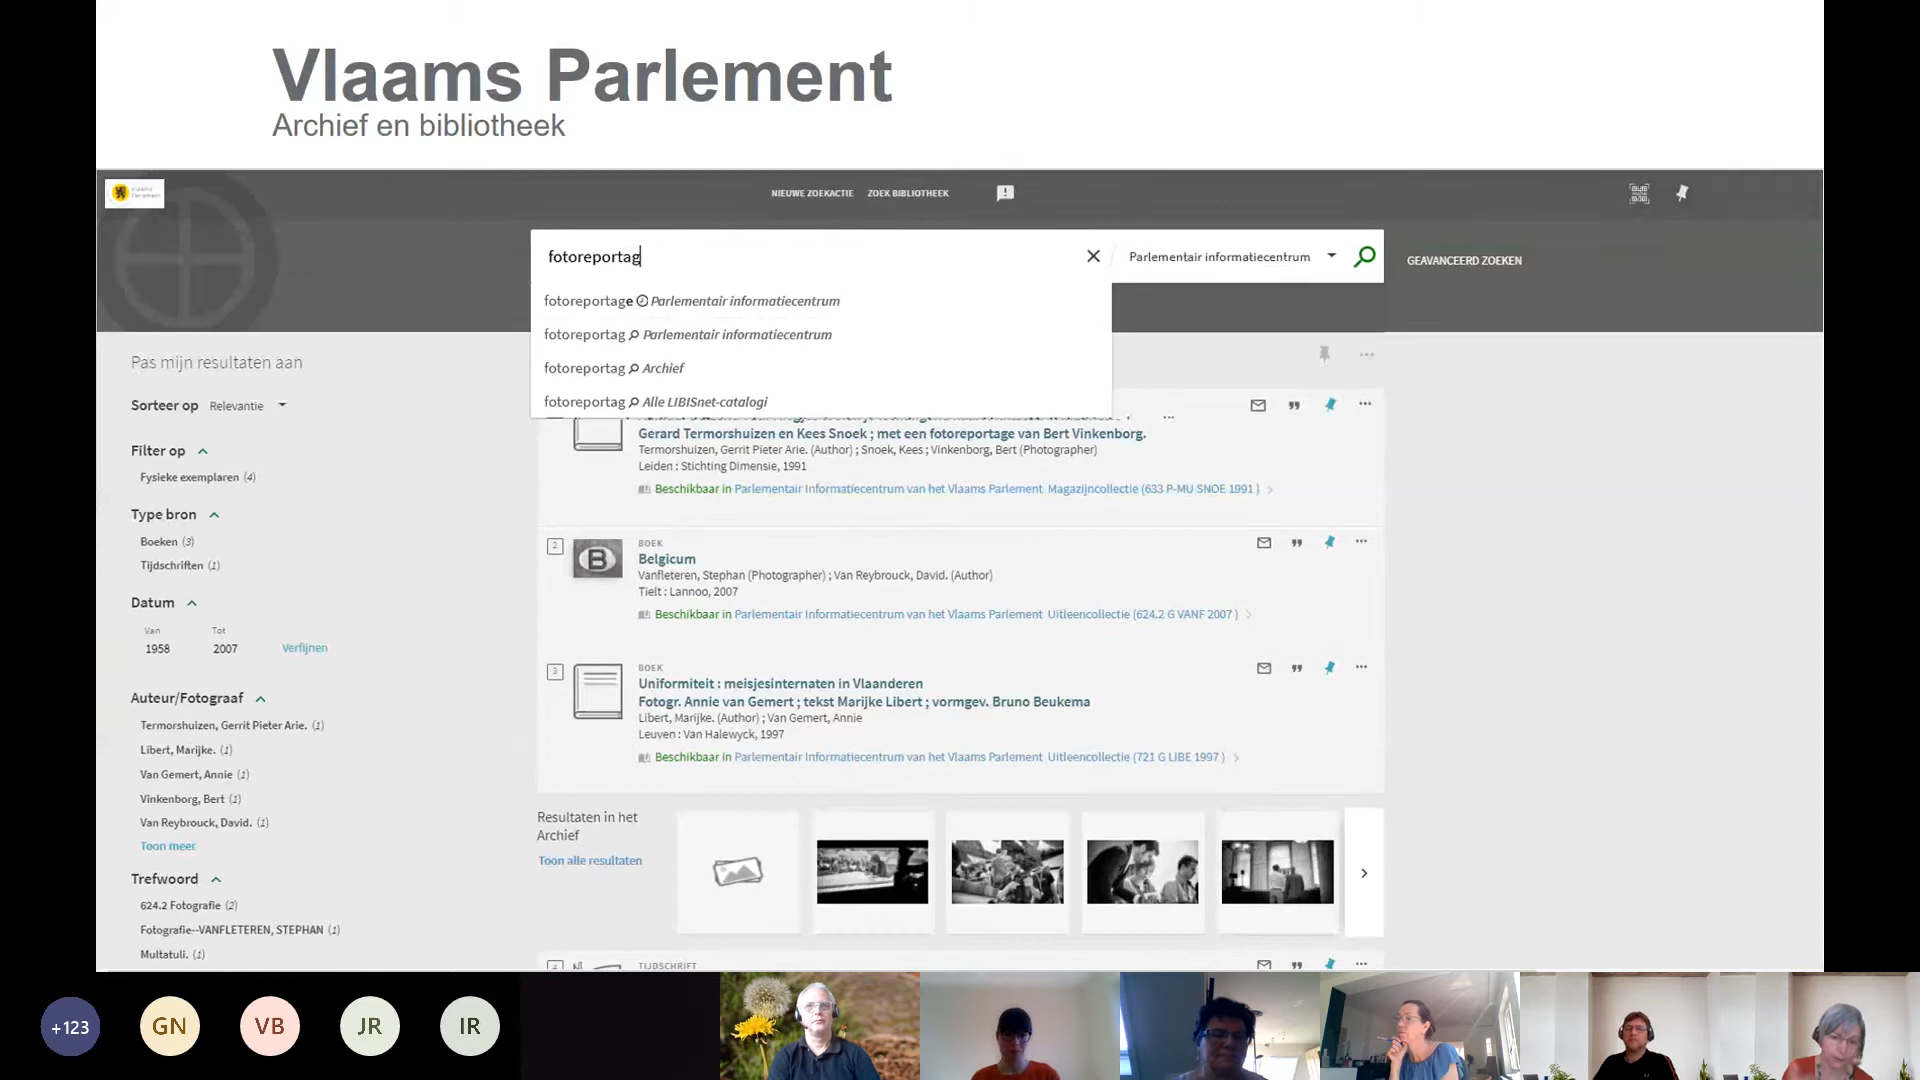 Vlaams Parlement
Archief en bibliotheek
NIEUWE ZOEKACTIE ZOEK BIBLIOTHEEK
fotoreportag
Parlementair informatiecentrum
GEAVANCEERD ZOEKEN
fotoreportage Parlementair informatiecentrum
fotoreportag Parlementair informatiecentrum
fotoreportag Archief
fotoreportag Alle LIBISnet-catalogi
Pas mijn resultaten aan
Sorteer op Relevantie
Filter op
Fysieke exemplaren (4)
Type bron
Boeken (3)
Tijdschriften (1)
Datum
Van Tot
1958 2007 Verfijnen
Auteur/Fotograaf
Termorshuizen, Gerrit Pieter Arie. (1)
Libert, Marijke. (1)
Van Gemert, Annie (1)
Vinkenborg, Bert (1)
Van Reybrouck, David. (1)
Toon meer
Trefwoord
624.2 Fotografie (2)
Fotografie--VANFLETEREN, STEPHAN (1)
Multatuli. (1)
Gerard Termorshuizen en Kees Snoek ; met een fotoreportage van Bert Vinkenborg.
Termorshuizen, Gerrit Pieter Arie. (Author) ; Snoek, Kees ; Vinkenborg, Bert (Photographer)
Leiden : Stichting Dimensie, 1991
Beschikbaar in Parlementair Informatiecentrum van het Vlaams Parlement Magazijncollectie (633 P-MU SNOE 1991 )
2
BOEK
B
Belgicum
Vanfleteren, Stephan (Photographer) ; Van Reybrouck, David. (Author)
Tielt : Lannoo, 2007
Beschikbaar in Parlementair Informatiecentrum van het Vlaams Parlement Uitleencollectie (624.2 G VANF 2007 )
3
BOEK
Uniformiteit : meisjesinternaten in Vlaanderen
Fotogr. Annie van Gemert ; tekst Marijke Libert ; vormgev. Bruno Beukema
Libert, Marijke. (Author) ; Van Gemert, Annie
Leuven : Van Halewyck, 1997
Beschikbaar in Parlementair Informatiecentrum van het Vlaams Parlement Uitleencollectie (721 G LIBE 1997 )
Resultaten in het
Archief
Toon alle resultaten
TIJDSCHRIFT
+123 GN VB JR IR